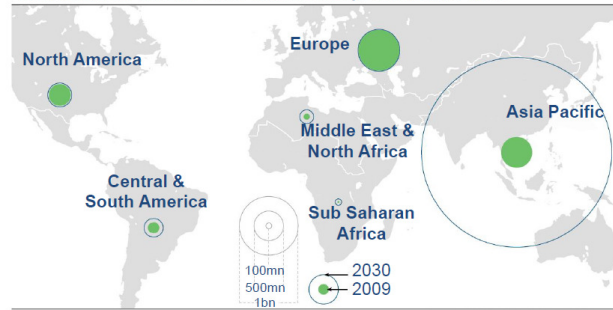 North America
Europe
Asia Pacific
Middle East &
North Africa
Central &
South America
Sub Saharan
Africa
100mn
500mn
1bn
2030
2009